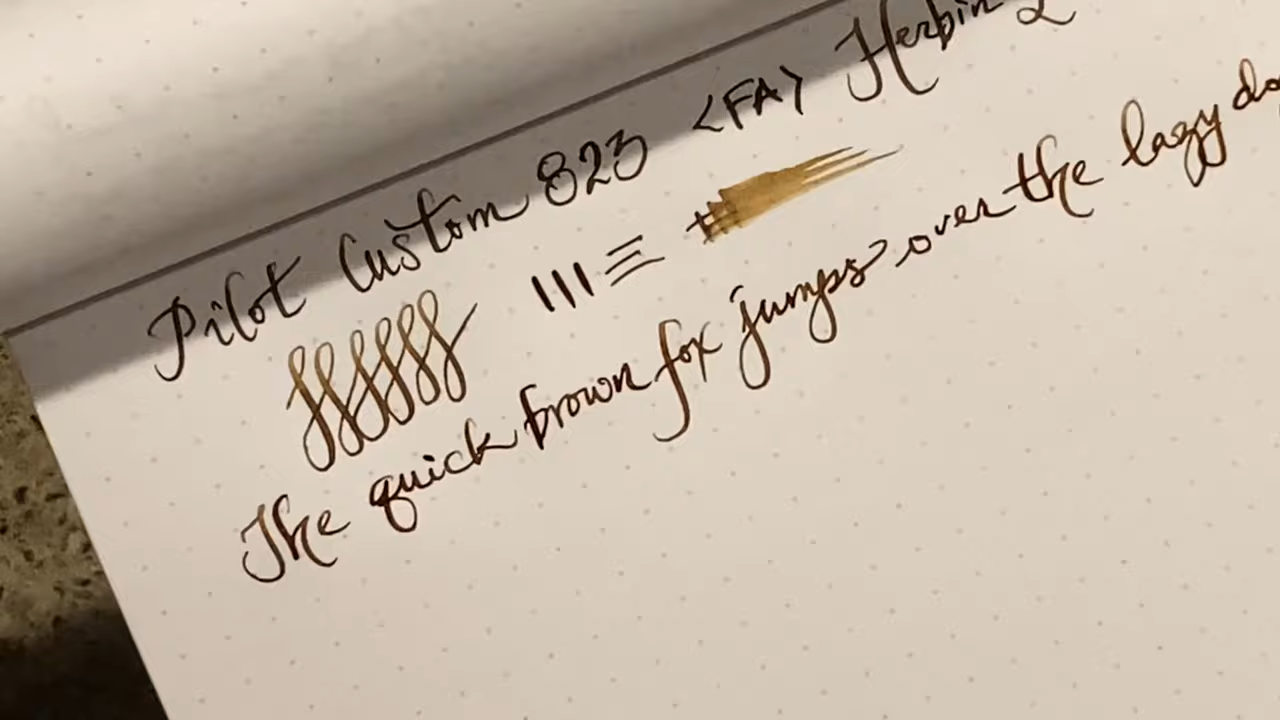 Pilot Custom 823 <FA> Herbin
The quick brown fox jumps over the lazy